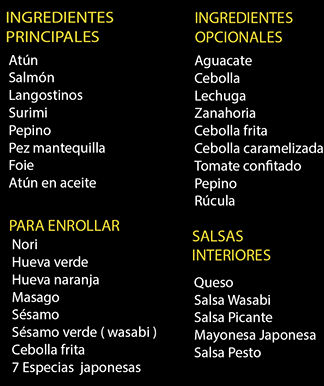 INGREDIENTES
PRINCIPALES
Atún
Salmón
Langostinos
Surimi
Pepino
Pez mantequilla
Foie
Atún en aceite
INGREDIENTES
OPCIONALES
Aguacate
Cebolla
Lechuga
Zanahoria
Cebolla frita
Cebolla caramelizada
Tomate confitado
Pepino
Rúcula
PARA ENROLLAR
Nori
Hueva verde
Hueva naranja
Masago
Sésamo
Sésamo verde ( wasabi )
Cebolla frita
7 Especias japonesas
SALSAS
INTERIORES
Queso
Salsa Wasabi
Salsa Picante
Mayonesa Japonesa
Salsa Pesto